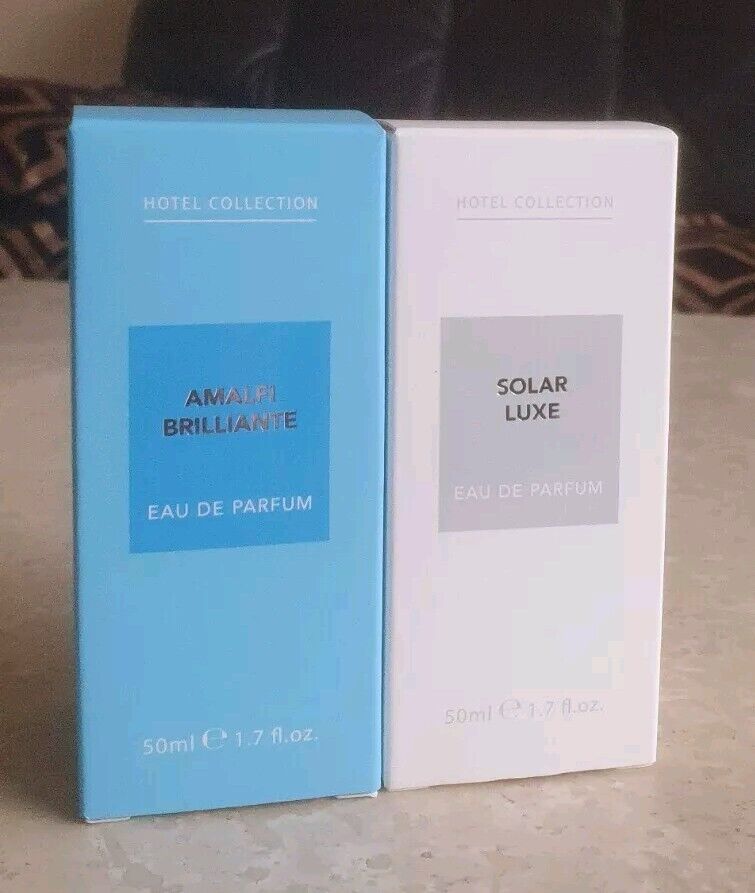 HOTEL COLLECTION
AMALFI
BRILLIANTE
EAU DE PARFUM
50ml ℮ 1.7 fl.oz.
HOTEL COLLECTION
SOLAR
LUXE
EAU DE PARFUM
50ml ℮ 1.7 fl.oz.